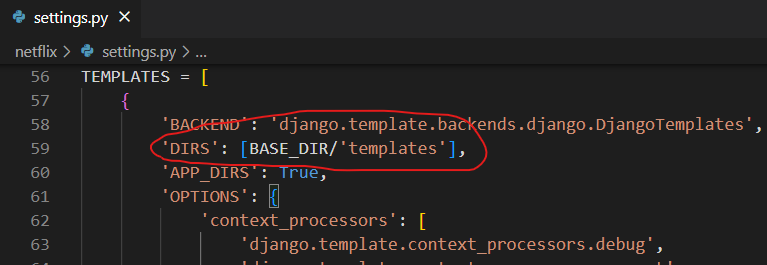 settings.py ×
netflix > settings.py > ...
56 TEMPLATES = [
57 {
58 'BACKEND': 'django.template.backends.django.DjangoTemplates',
59 'DIRS': [BASE_DIR/'templates'],
60 'APP_DIRS': True,
61 'OPTIONS': {
62 'context_processors': [
63 'django.template.context_processors.debug',